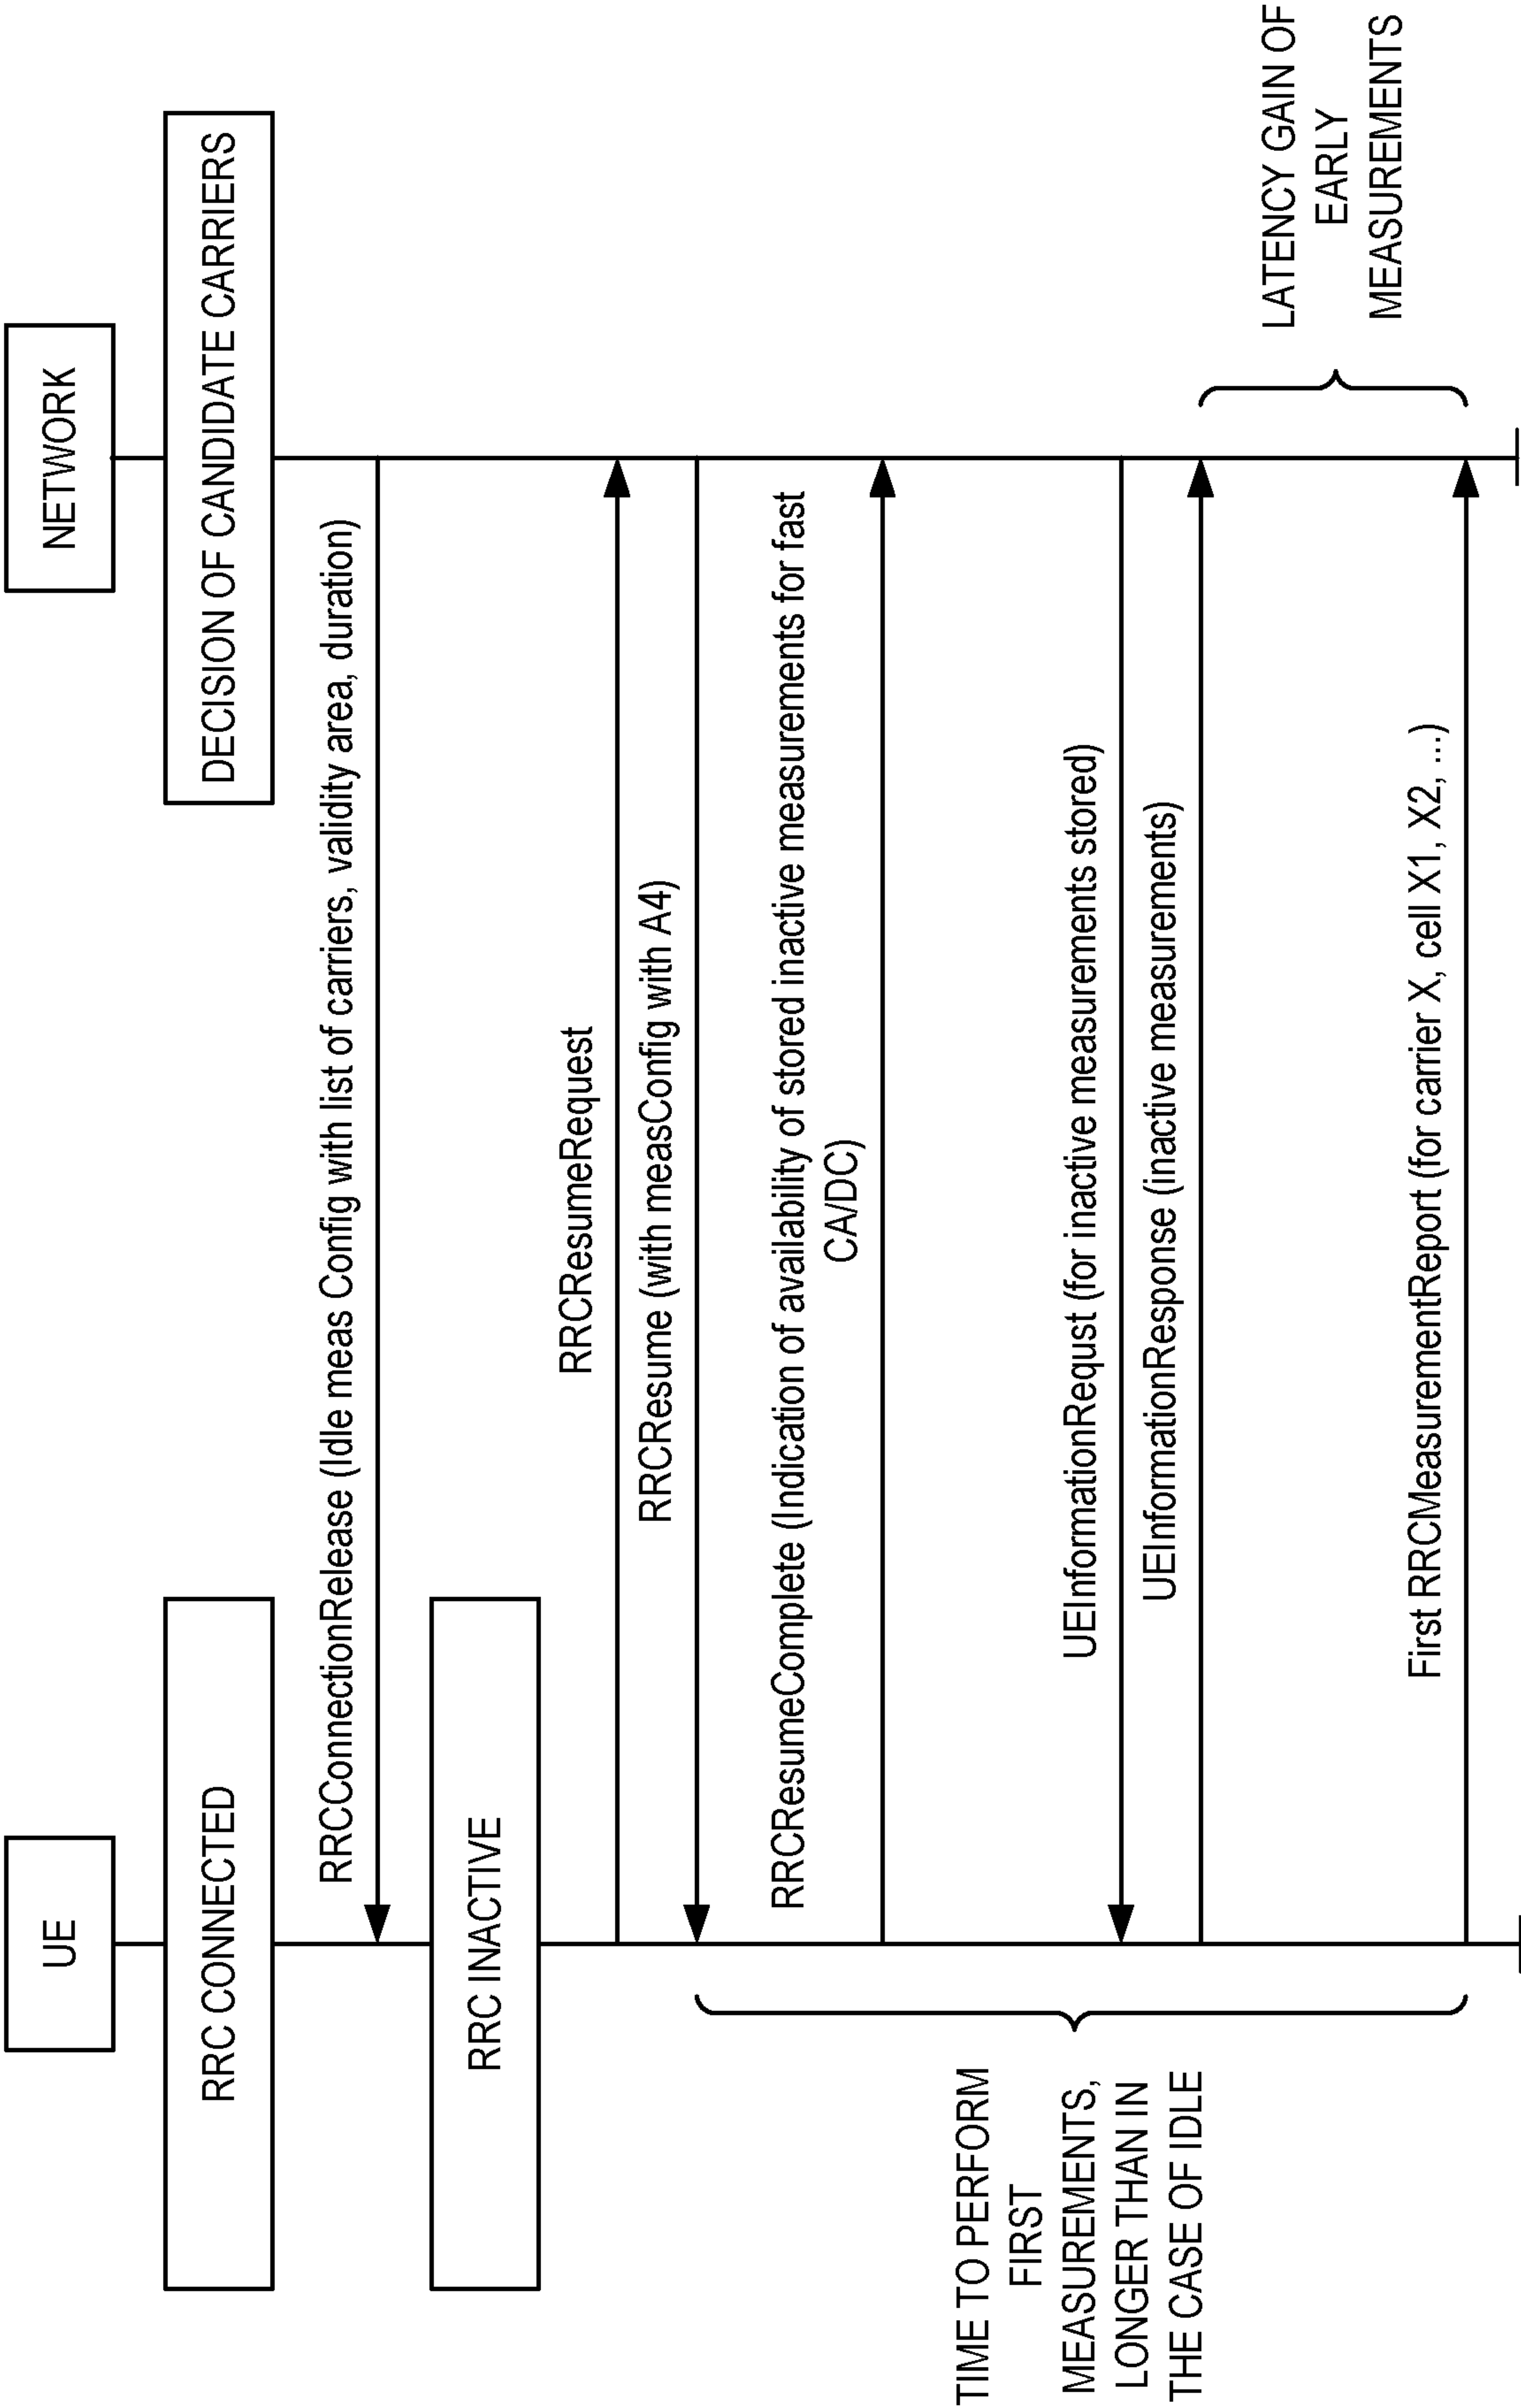 UE
NETWORK
RRC CONNECTED
DECISION OF CANDIDATE CARRIERS
RRCConnectionRelease (Idle meas Config with list of carriers, validity area, duration)
RRC INACTIVE
RRCResumeRequest
RRCResume (with measConfig with A4)
RRCResumeComplete (Indication of availability of stored inactive measurements for fast
CA/DC)
UEInformationRequst (for inactive measurements stored)
UEInformationResponse (inactive measurements)
First RRCMeasurementReport (for carrier X, cell X1, X2, ...)
TIME TO PERFORM
FIRST
MEASUREMENTS,
LONGER THAN IN
THE CASE OF IDLE
LATENCY GAIN OF
EARLY
MEASUREMENTS